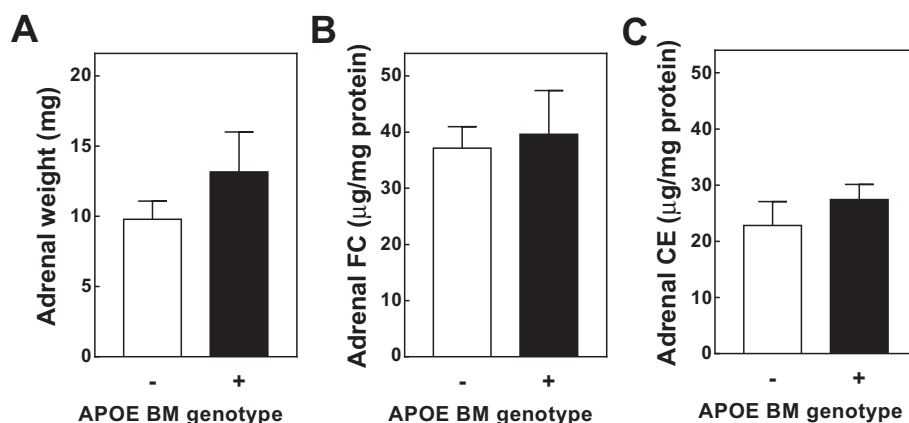 A
Adrenal weight (mg)
20
15
10
5
0
- +
APOE BM genotype
B
Adrenal FC (μg/mg protein)
50
40
30
20
10
0
- +
APOE BM genotype
C
Adrenal CE (μg/mg protein)
50
40
30
20
10
0
- +
APOE BM genotype